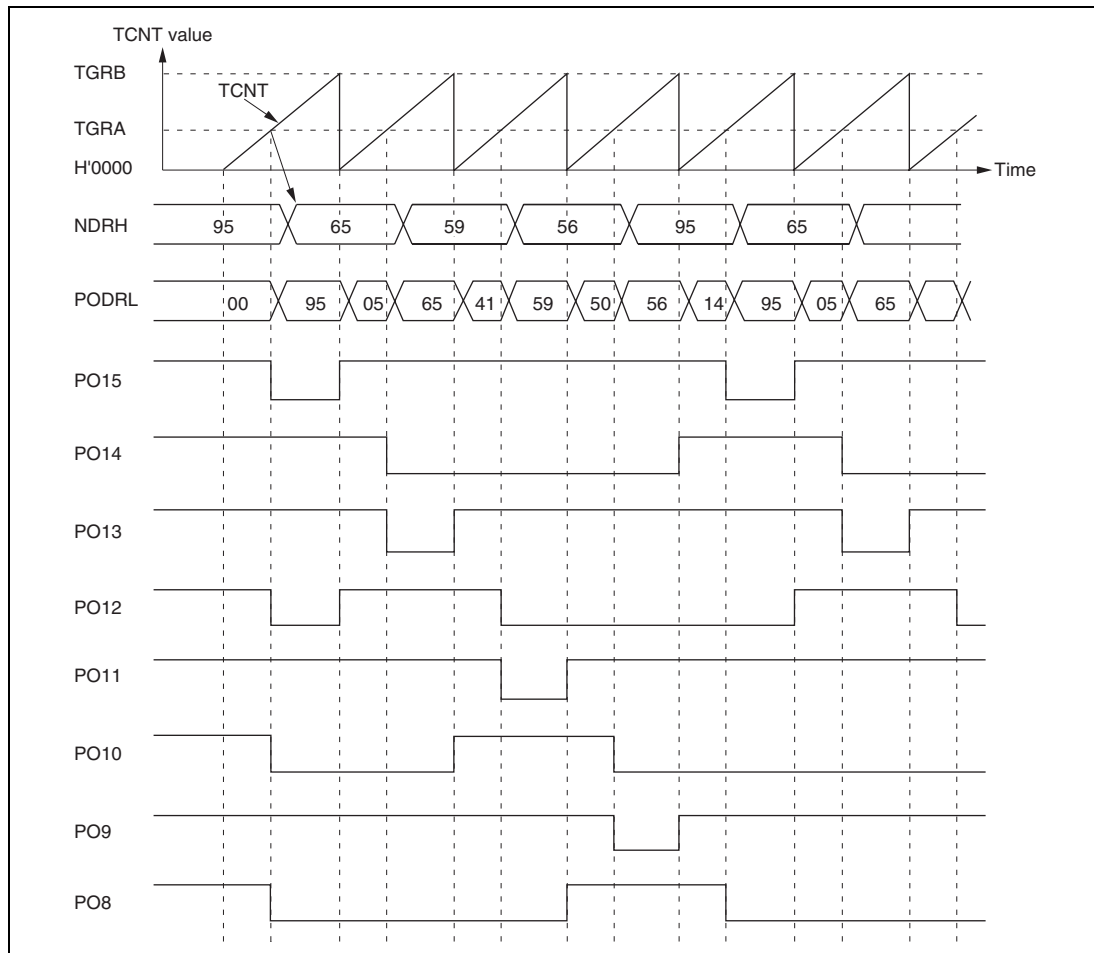 TCNT value
TGRB
TCNT
TGRA
H'0000
Time
NDRH 95 65 59 56 95 65
PODRL 00 95 05 65 41 59 50 56 14 95 05 65
PO15
PO14
PO13
PO12
PO11
PO10
PO9
PO8